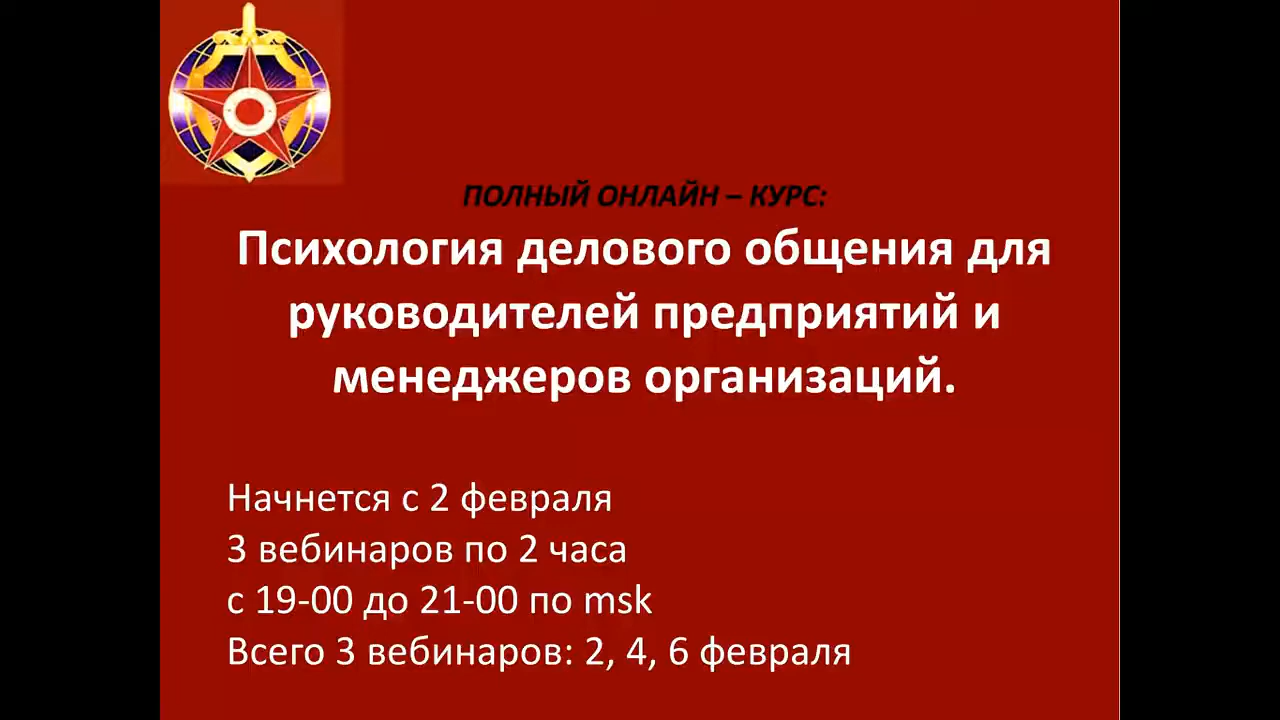 ПОЛНЫЙ ОНЛАЙН – КУРС:
Психология делового общения для
руководителей предприятий и
менеджеров организаций.
Начнется с 2 февраля
3 вебинаров по 2 часа
с 19-00 до 21-00 по msk
Всего 3 вебинаров: 2, 4, 6 февраля